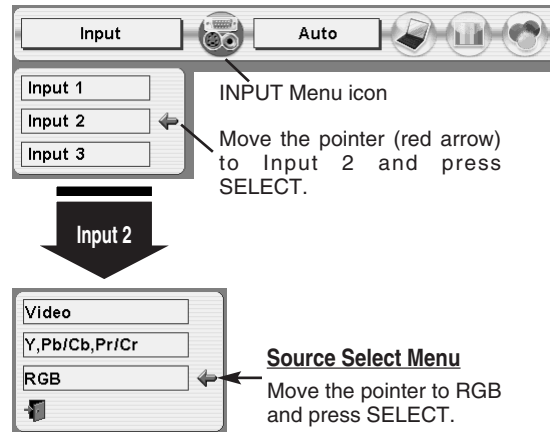 Input
Auto
Input 1
Input 2
Input 3
INPUT Menu icon
Move the pointer (red arrow)
to Input 2 and press
SELECT.
Input 2
Video
Y,Pb/Cb,Pr/Cr
RGB
Source Select Menu
Move the pointer to RGB
and press SELECT.